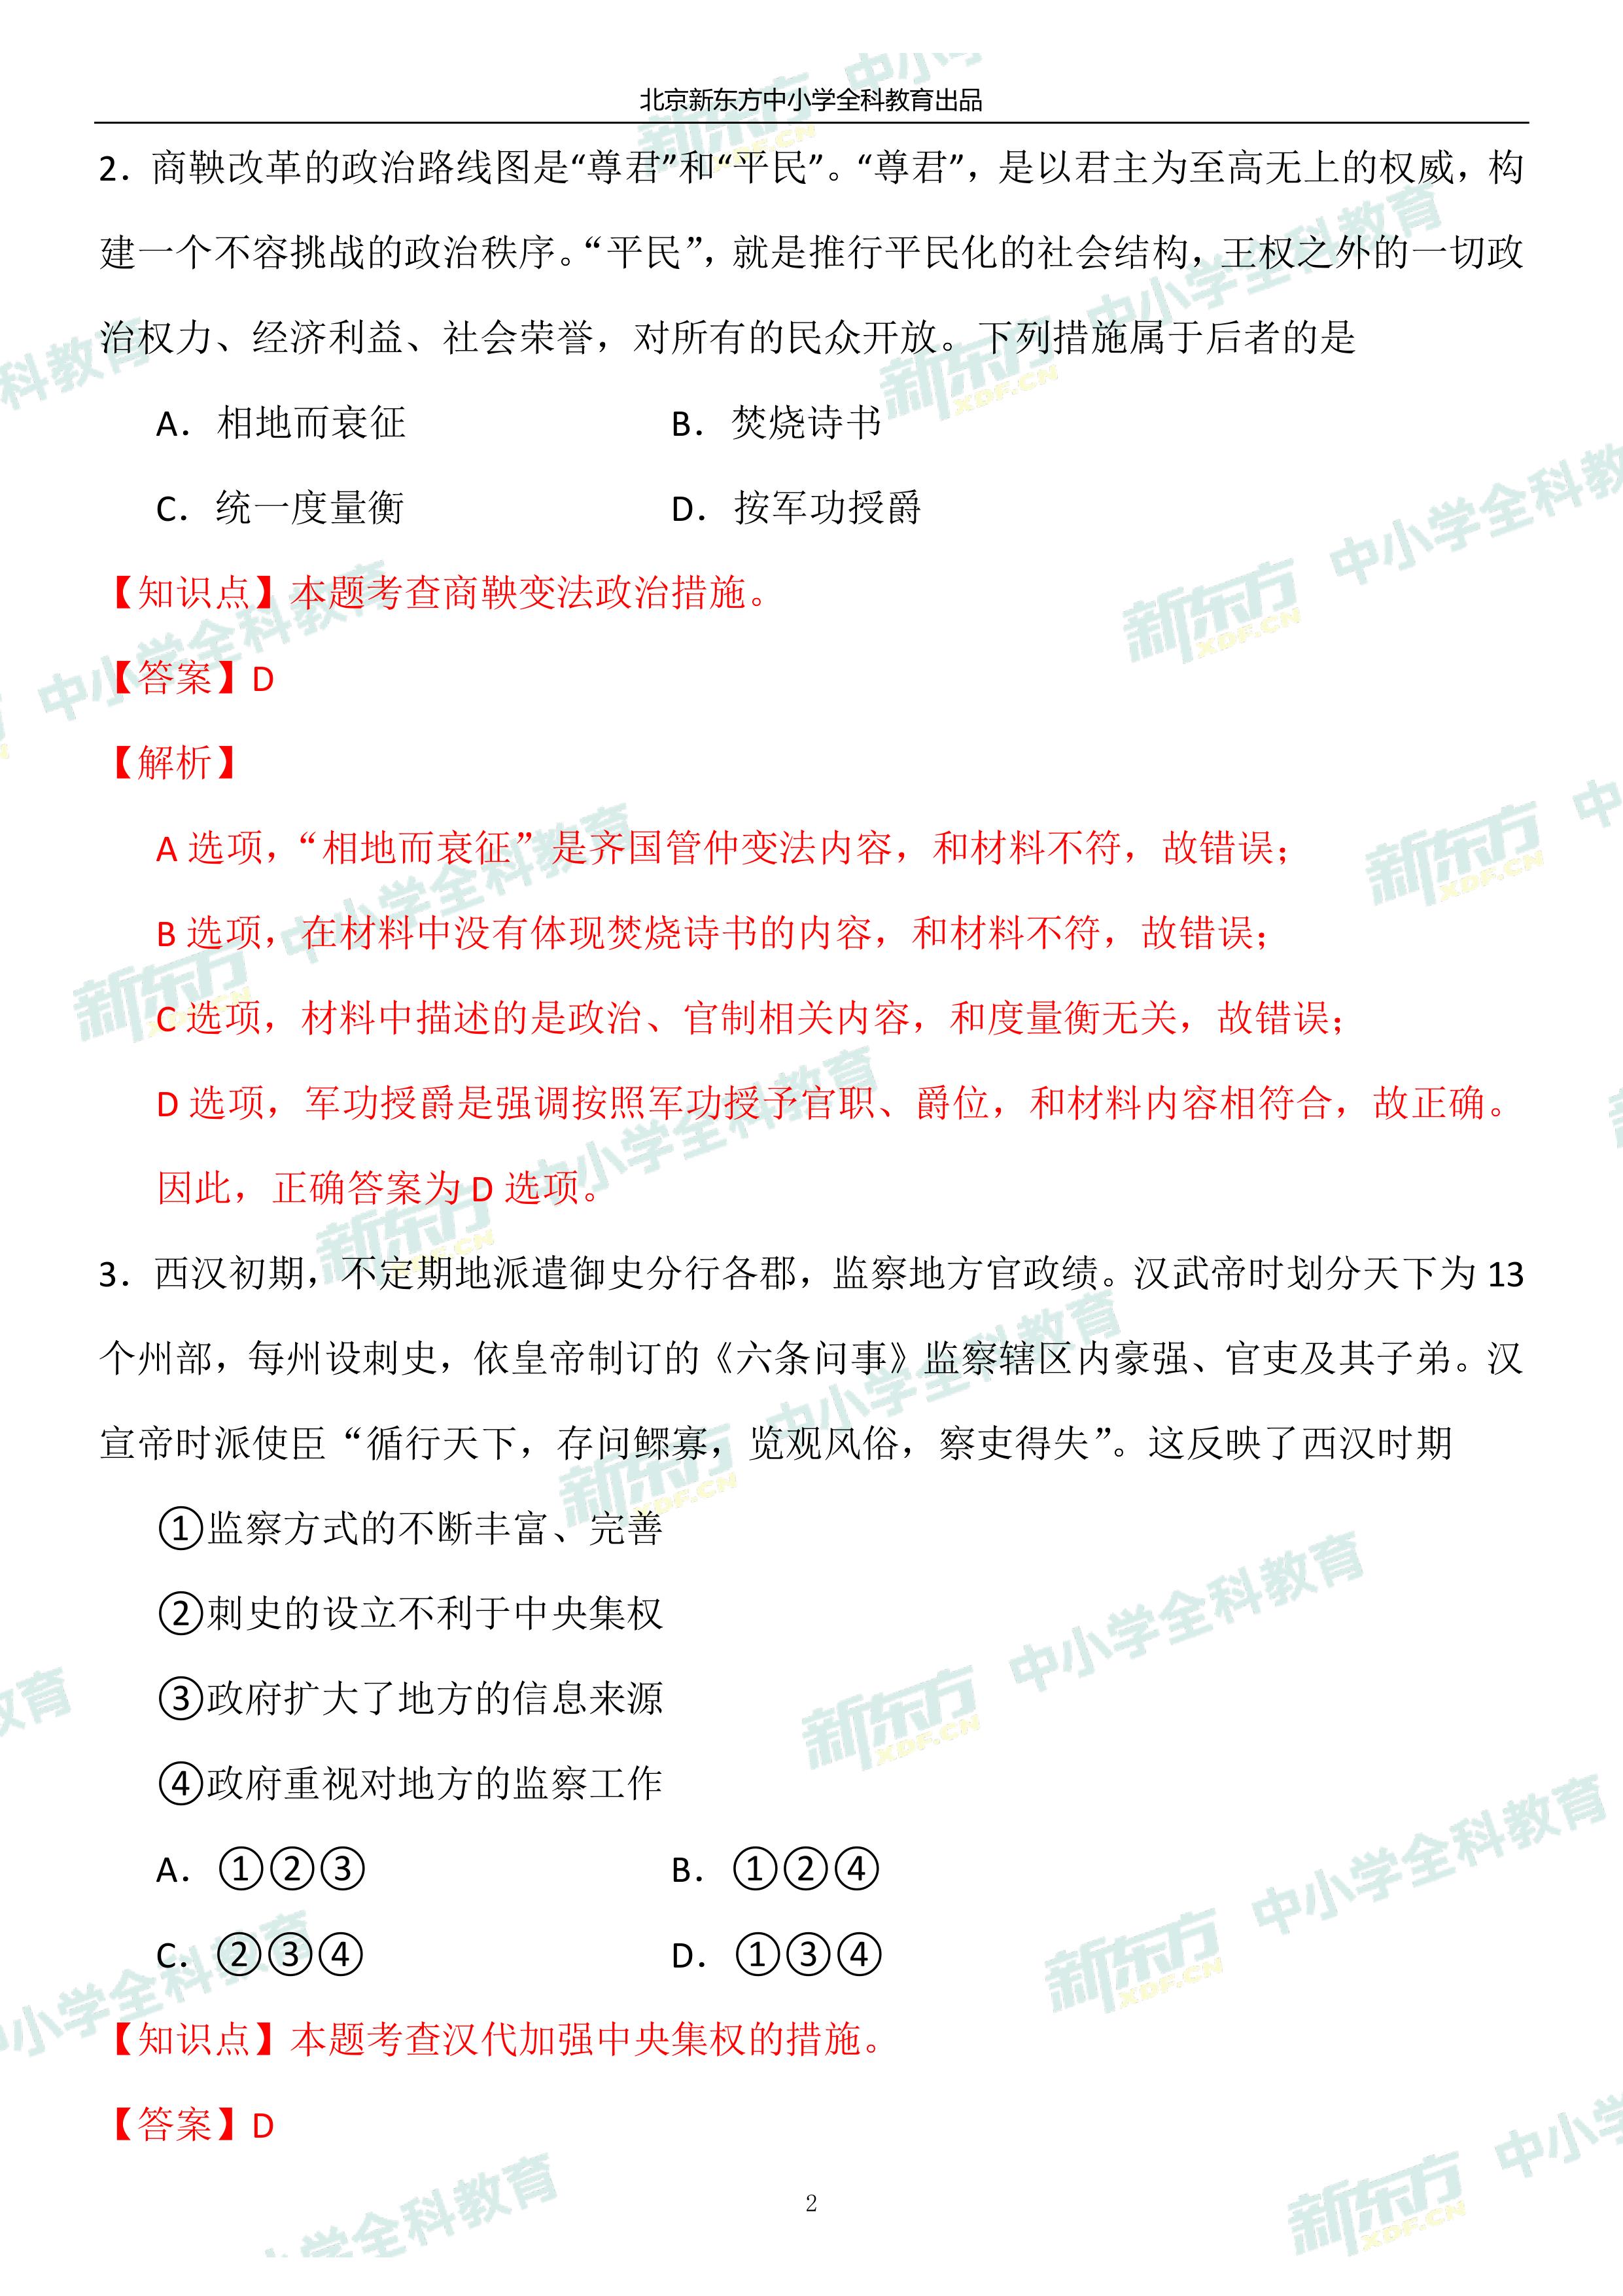 北京新东方中小学全科教育出品
2．商鞅改革的政治路线图是“尊君”和“平民”。“尊君”，是以君主为至高无上的权威，构
建一个不容挑战的政治秩序。“平民”，就是推行平民化的社会结构，王权之外的一切政
治权力、经济利益、社会荣誉，对所有的民众开放。下列措施属于后者的是
A．相地而衰征 B．焚烧诗书
C．统一度量衡 D．按军功授爵
【知识点】本题考查商鞅变法政治措施。
【答案】D
【解析】
A 选项，“相地而衰征”是齐国管仲变法内容，和材料不符，故错误；
B 选项，在材料中没有体现焚烧诗书的内容，和材料不符，故错误；
C 选项，材料中描述的是政治、官制相关内容，和度量衡无关，故错误；
D 选项，军功授爵是强调按照军功授予官职、爵位，和材料内容相符合，故正确。
因此，正确答案为 D 选项。
3．西汉初期，不定期地派遣御史分行各郡，监察地方官政绩。汉武帝时划分天下为 13
个州部，每州设刺史，依皇帝制订的《六条问事》监察辖区内豪强、官吏及其子弟。汉
宣帝时派使臣“循行天下，存问鳏寡，览观风俗，察吏得失”。这反映了西汉时期
①监察方式的不断丰富、完善
②刺史的设立不利于中央集权
③政府扩大了地方的信息来源
④政府重视对地方的监察工作
A．①②③ B．①②④
C．②③④ D．①③④
【知识点】本题考查汉代加强中央集权的措施。
【答案】D
2